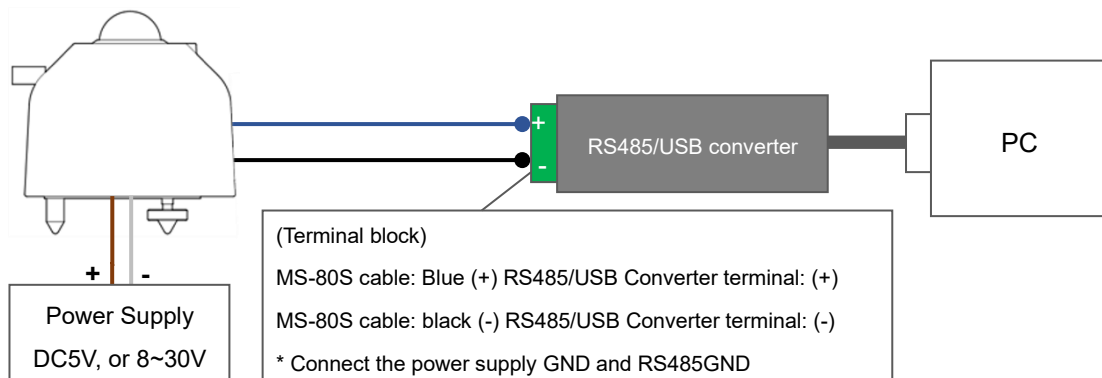 +
-
RS485/USB converter
PC
(Terminal block)
MS-80S cable: Blue (+) RS485/USB Converter terminal: (+)
MS-80S cable: black (-) RS485/USB Converter terminal: (-)
* Connect the power supply GND and RS485GND
+ -
Power Supply
DC5V, or 8~30V